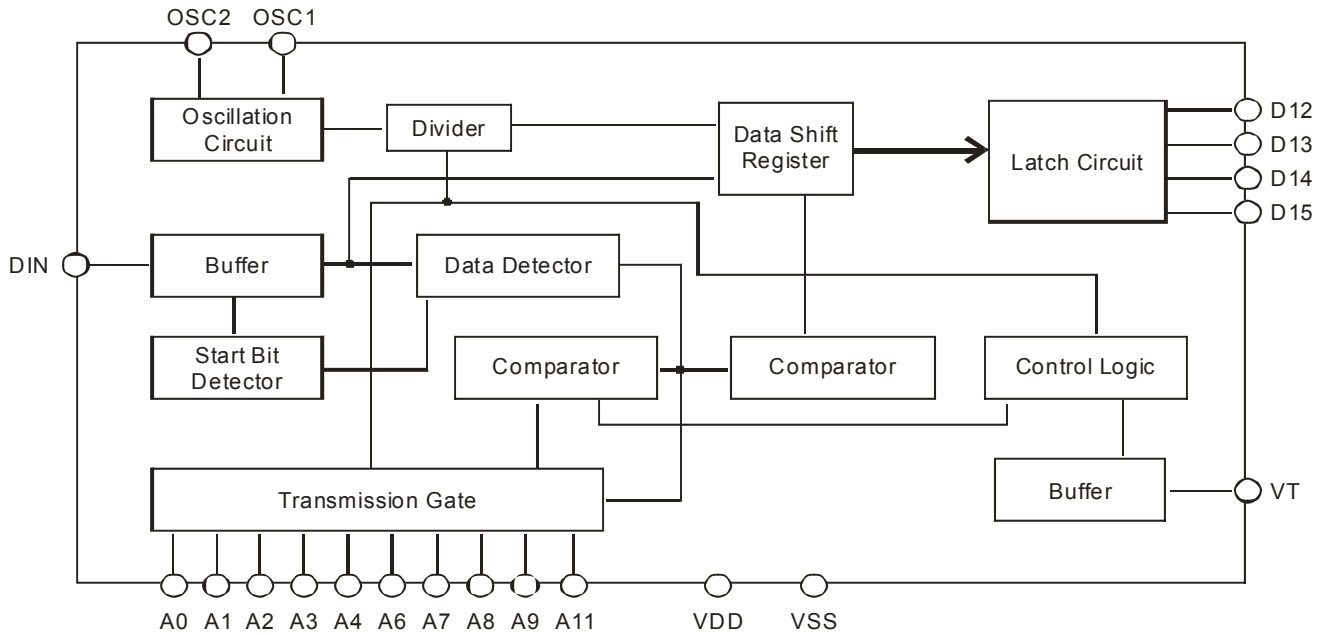 OSC2 OSC1
Oscillation
Circuit
Divider
Data Shift
Register
Latch Circuit
D12
D13
D14
D15
DIN
Buffer
Data Detector
Start Bit
Detector
Comparator
Comparator
Control Logic
Transmission Gate
Buffer
VT
A0 A1 A2 A3 A4 A6 A7 A8 A9 A11 VDD VSS